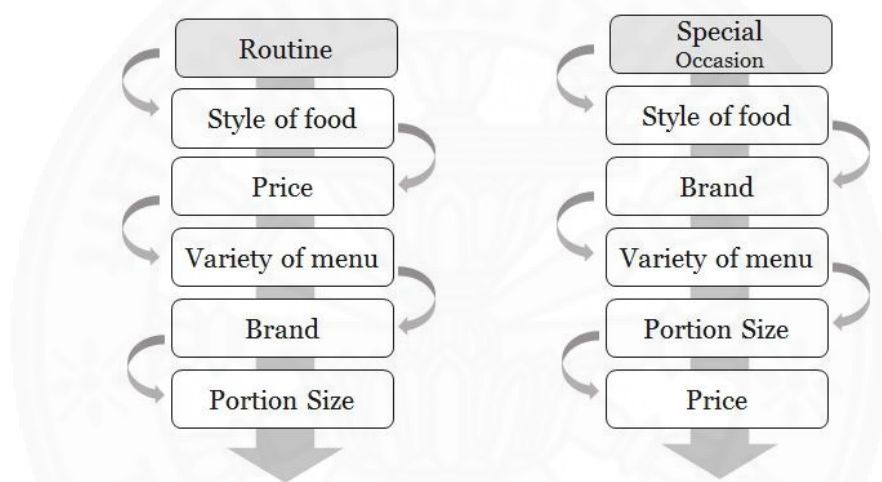 Routine
Style of food
Price
Variety of menu
Brand
Portion Size
Special
Occasion
Style of food
Brand
Variety of menu
Portion Size
Price